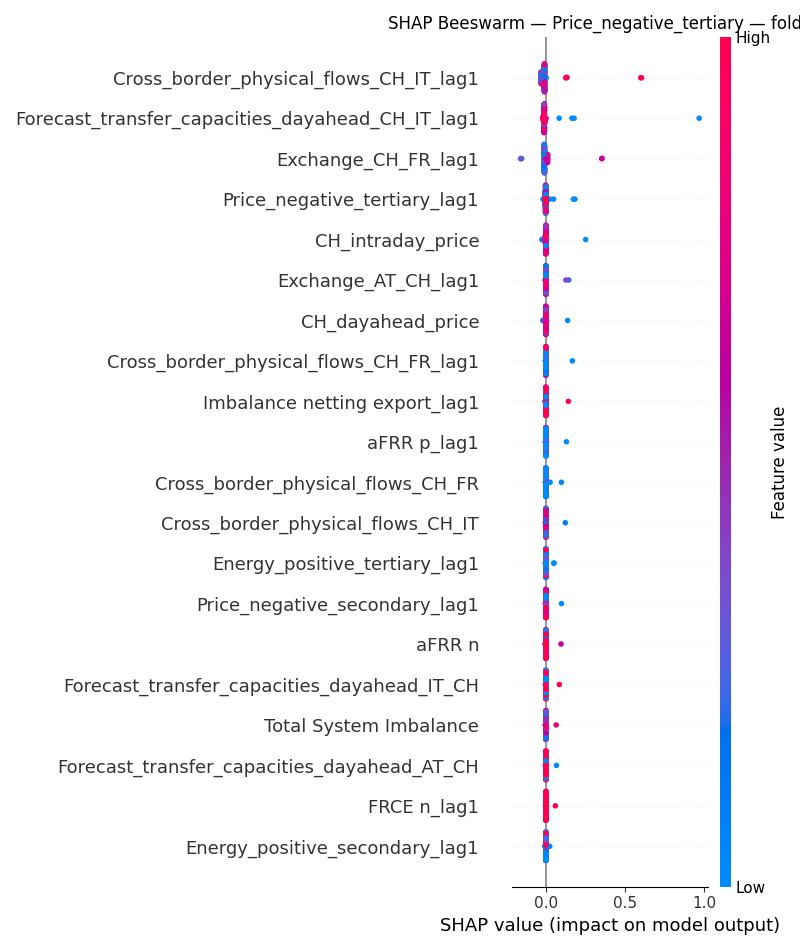 SHAP Beeswarm — Price_negative_tertiary — fold
High
Cross_border_physical_flows_CH_IT_lag1
Forecast_transfer_capacities_dayahead_CH_IT_lag1
Exchange_CH_FR_lag1
Price_negative_tertiary_lag1
CH_intraday_price
Exchange_AT_CH_lag1
CH_dayahead_price
Cross_border_physical_flows_CH_FR_lag1
Imbalance netting export_lag1
aFRR p_lag1
Cross_border_physical_flows_CH_FR
Cross_border_physical_flows_CH_IT
Energy_positive_tertiary_lag1
Price_negative_secondary_lag1
aFRR n
Forecast_transfer_capacities_dayahead_IT_CH
Total System Imbalance
Forecast_transfer_capacities_dayahead_AT_CH
FRCE n_lag1
Energy_positive_secondary_lag1
Feature value
Low
0.0 0.5 1.0
SHAP value (impact on model output)